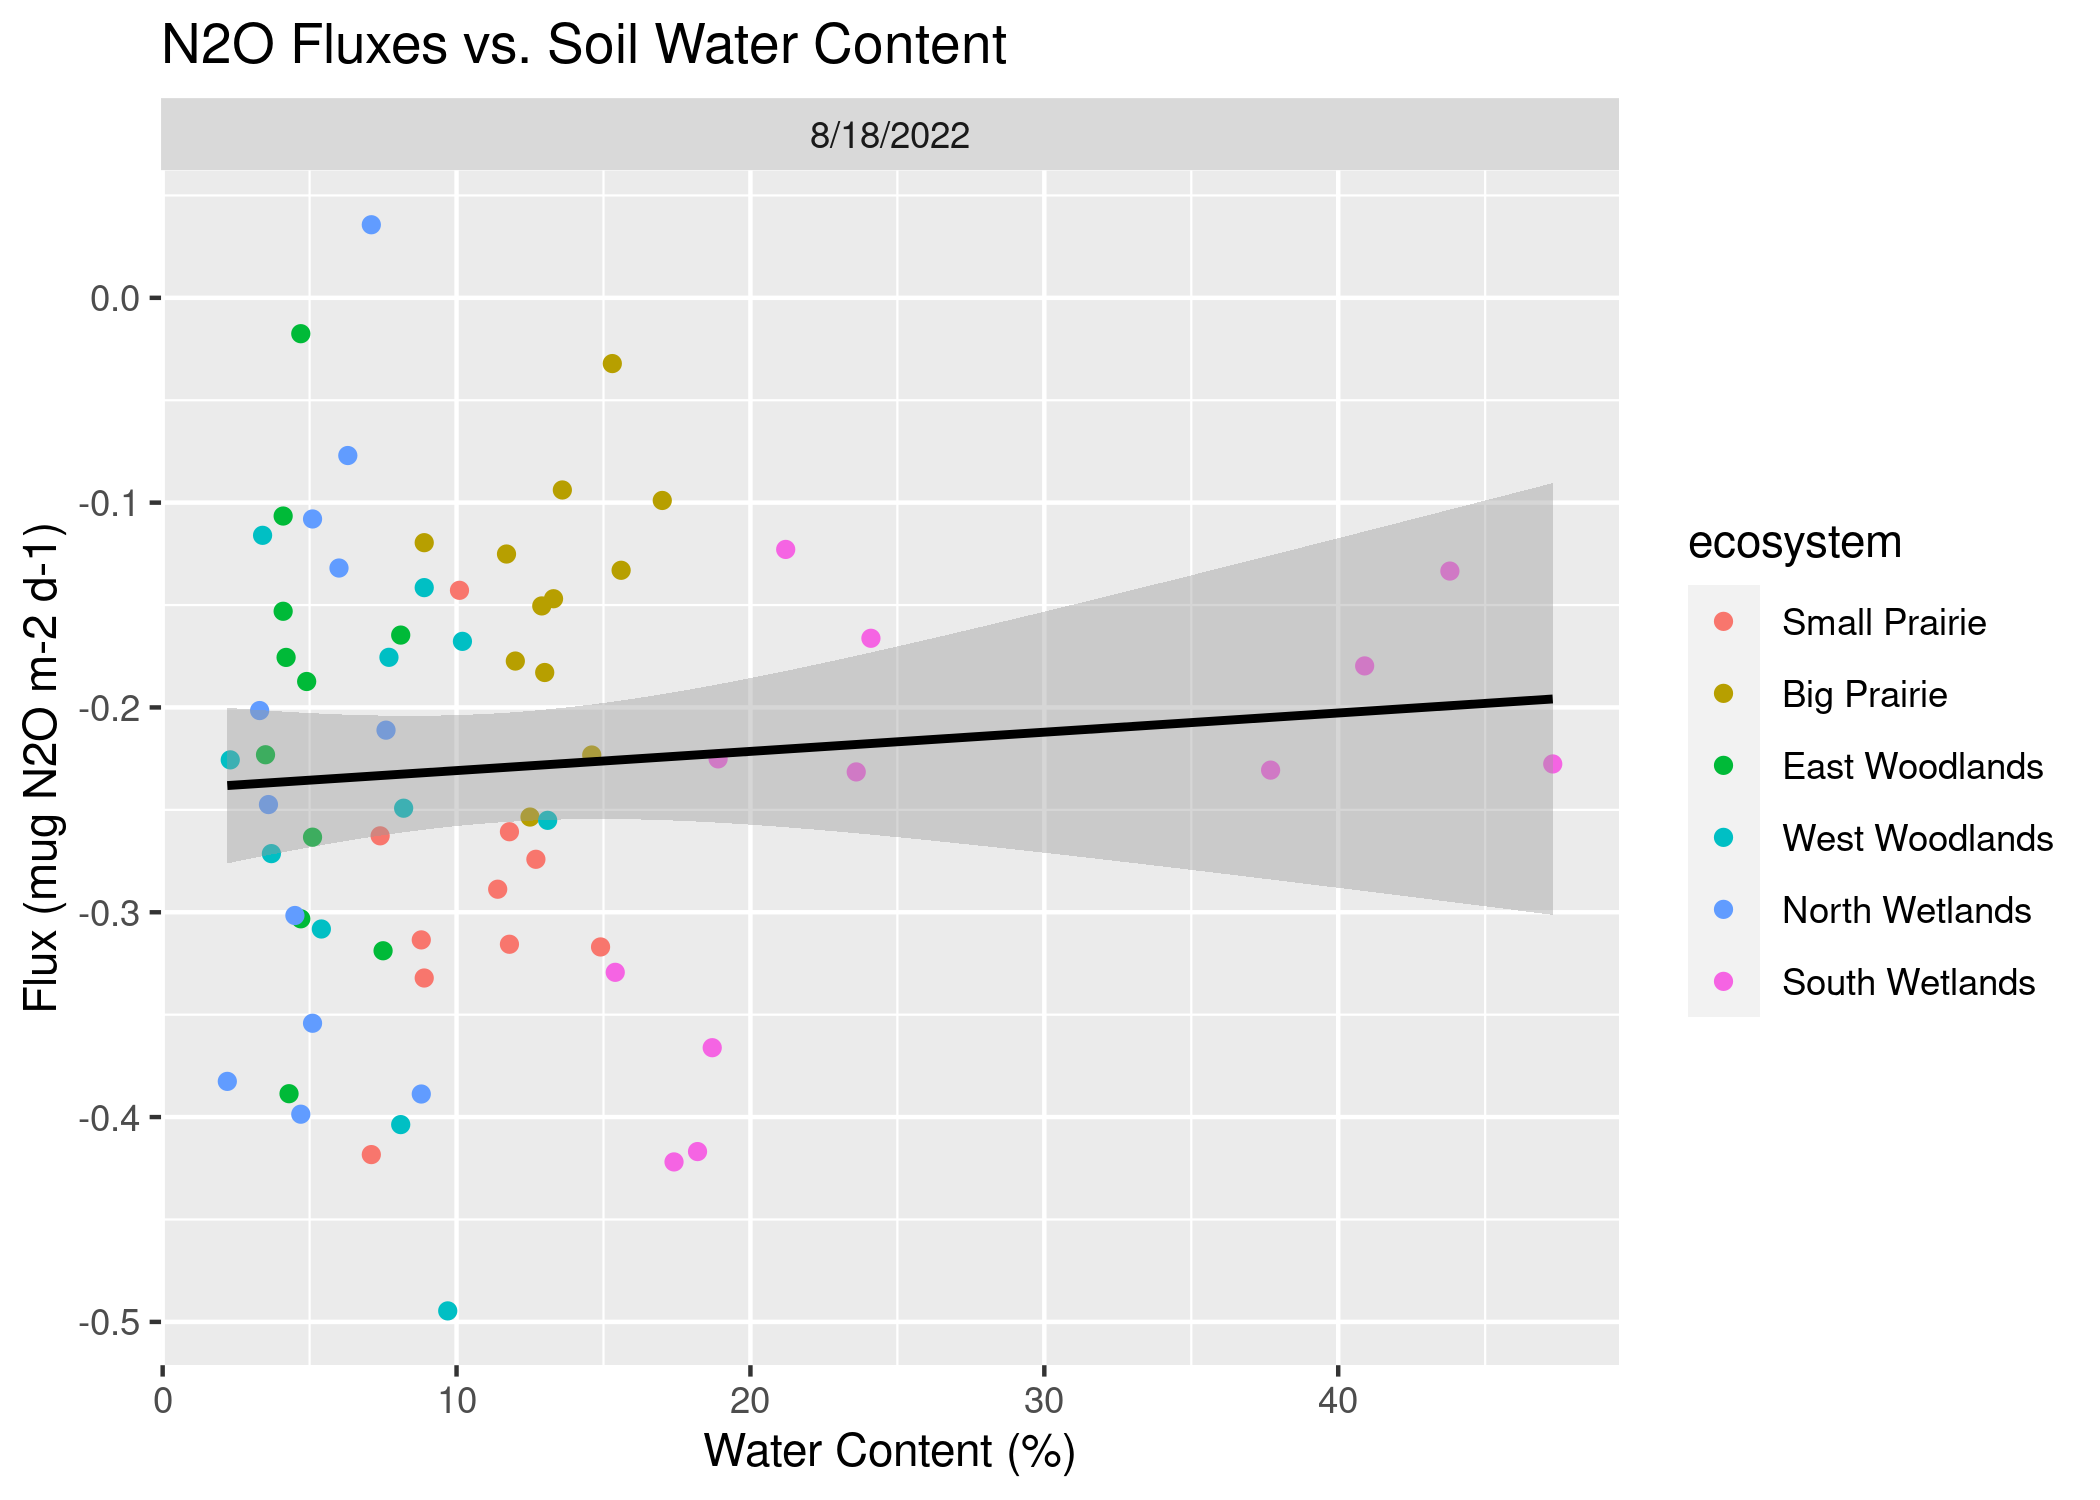 N2O Fluxes vs. Soil Water Content
8/18/2022
0.0
-0.1
-0.2
-0.3
-0.4
-0.5
Flux (mug N2O m-2 d-1)
0 10 20 30 40
Water Content (%)
ecosystem
Small Prairie
Big Prairie
East Woodlands
West Woodlands
North Wetlands
South Wetlands